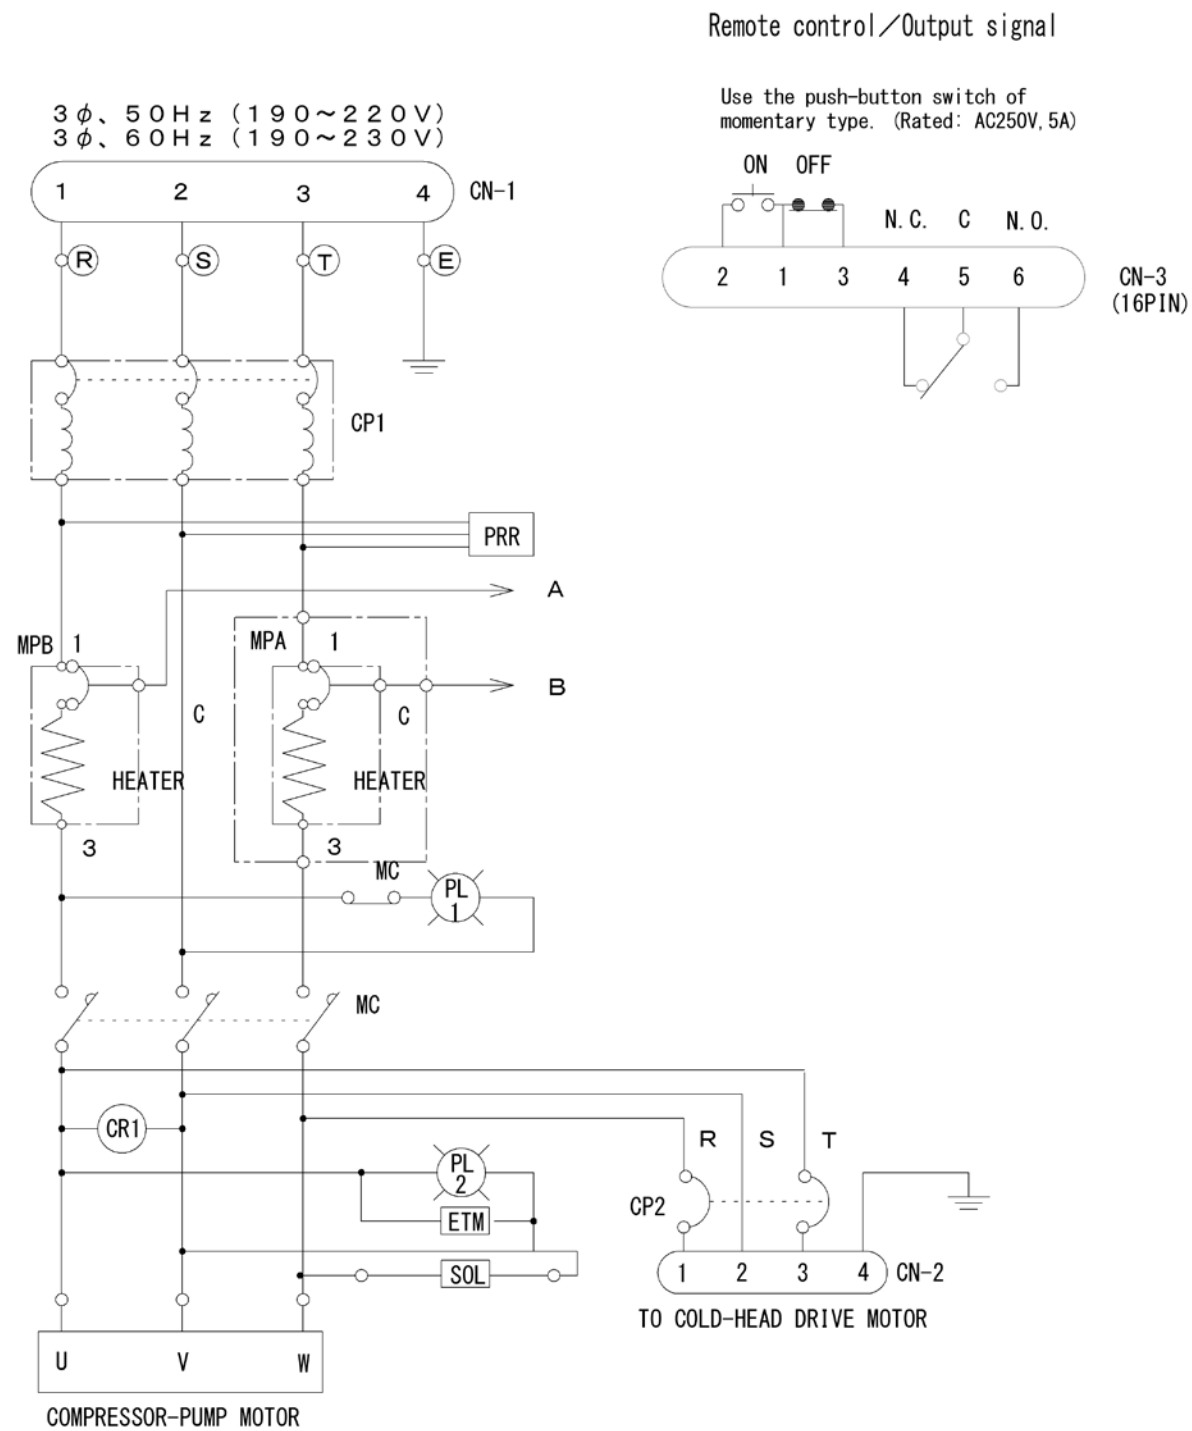 Remote control／Output signal
Use the push-button switch of
momentary type. (Rated: AC250V, 5A)
3φ、50Hz (190～220V)
3φ、60Hz (190～230V)
1 2 3 4 CN-1
R S T E
ON OFF
N.C. C N.O.
2 1 3 4 5 6 CN-3
(16PIN)
CP1
PRR
A
MPB 1 MPA 1
B
C C
HEATER HEATER
3 3
MC
PL
1
MC
CR1
R S T
PL
2
CP2
ETM
SOL
1 2 3 4 CN-2
TO COLD-HEAD DRIVE MOTOR
U V W
COMPRESSOR-PUMP MOTOR